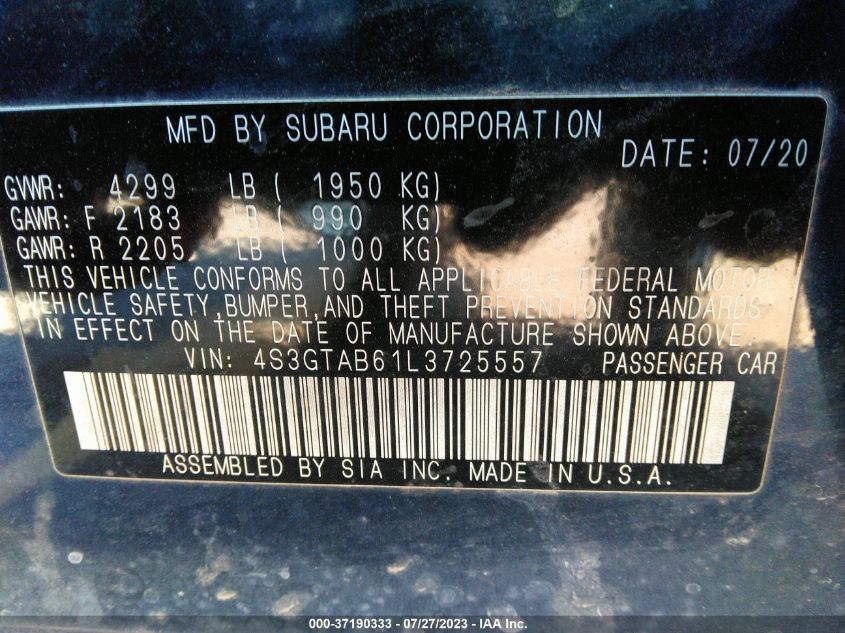 MFD BY SUBARU CORPORATION
DATE: 07/20
GVWR: 4299 LB ( 1950 KG)
GAWR: F 2183 LB ( 990 KG)
GAWR: R 2205 LB ( 1000 KG)
THIS VEHICLE CONFORMS TO ALL APPLICABLE FEDERAL MOTOR
VEHICLE SAFETY, BUMPER, AND THEFT PREVENTION STANDARDS
IN EFFECT ON THE DATE OF MANUFACTURE SHOWN ABOVE.
VIN: 4S3GTAB61L3725557 PASSENGER CAR
ASSEMBLED BY SIA INC. MADE IN U.S.A.
000-37190333 / 07/27/2023 - IAA Inc.